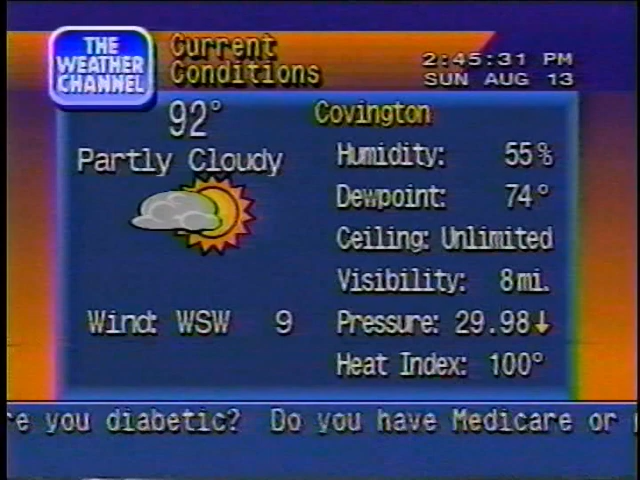 THE
WEATHER
CHANNEL
Current
Conditions
2:45:31 PM
SUN AUG 13
92°
Partly Cloudy
Wind: WSW 9
Covington
Humidity: 55%
Dewpoint: 74°
Ceiling: Unlimited
Visibility: 8mi.
Pressure: 29.98↓
Heat Index: 100°
re you diabetic? Do you have Medicare or